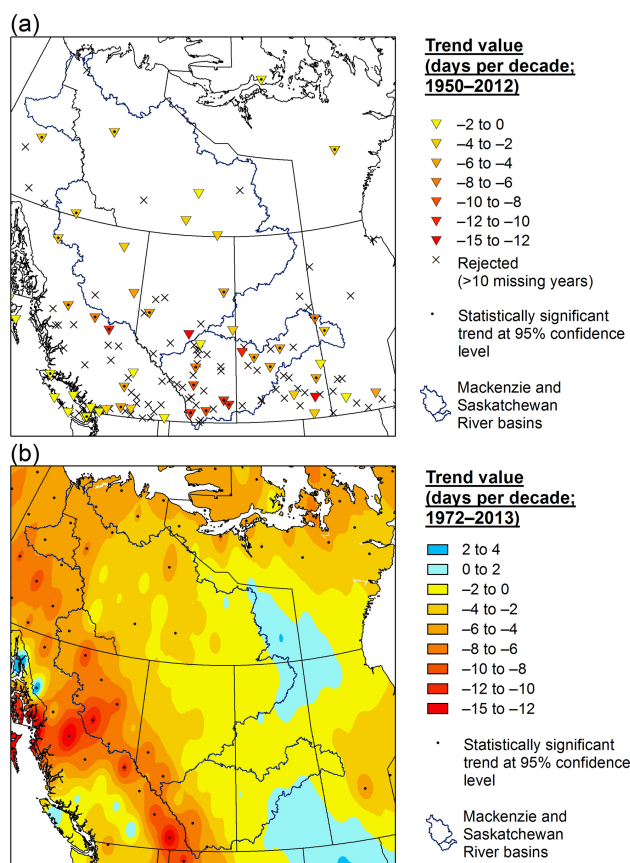 (a)
Trend value
(days per decade;
1950–2012)
–2 to 0
–4 to –2
–6 to –4
–8 to –6
–10 to –8
–12 to –10
–15 to –12
Rejected
(>10 missing years)
Statistically significant
trend at 95% confidence
level
Mackenzie and
Saskatchewan
River basins
(b)
Trend value
(days per decade;
1972–2013)
2 to 4
0 to 2
–2 to 0
–4 to –2
–6 to –4
–8 to –6
–10 to –8
–12 to –10
–15 to –12
Statistically significant
trend at 95% confidence
level
Mackenzie and
Saskatchewan
River basins